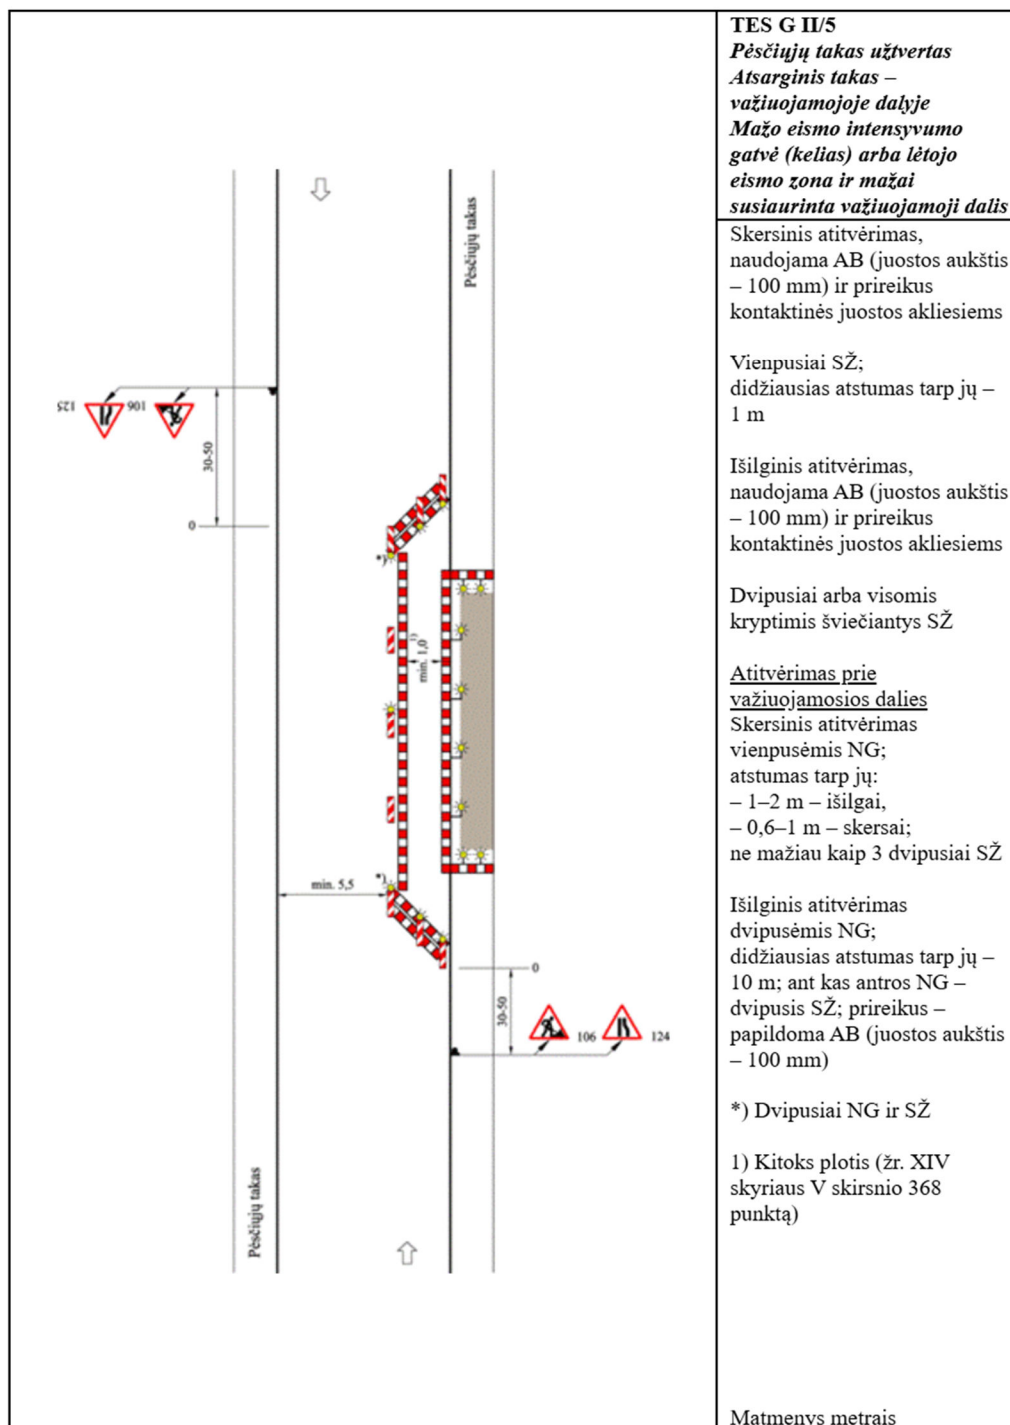 TES G II/5
Pėsčiųjų takas užtvertas
Atsarginis takas –
važiuojamojoje dalyje
Mažo eismo intensyvumo
gatvė (kelias) arba lėtojo
eismo zona ir mažai
susiaurinta važiuojamoji dalis
Skersinis atitvėrimas,
naudojama AB (juostos aukštis
– 100 mm) ir prireikus
kontaktinės juostos akliesiems
Vienpusiai SŽ;
didžiausias atstumas tarp jų –
1 m
Išilginis atitvėrimas,
naudojama AB (juostos aukštis
– 100 mm) ir prireikus
kontaktinės juostos akliesiems
Dvipusiai arba visomis
kryptimis šviečiantys SŽ
Atitvėrimas prie
važiuojamosios dalies
Skersinis atitvėrimas
vienpusėmis NG;
atstumas tarp jų:
– 1–2 m – išilgai,
– 0,6–1 m – skersai;
ne mažiau kaip 3 dvipusiai SŽ
Išilginis atitvėrimas
dvipusėmis NG;
didžiausias atstumas tarp jų –
10 m; ant kas antros NG –
dvipusis SŽ; prireikus –
papildoma AB (juostos aukštis
– 100 mm)
*) Dvipusiai NG ir SŽ
1) Kitoks plotis (žr. XIV
skyriaus V skirsnio 368
punktą)
Matmenys metrais
Pėsčiųjų takas
125
106
30-50
0
*)
1)
min. 1,0
*)
min. 5,5
0
30-50
106
124
Pėsčiųjų takas